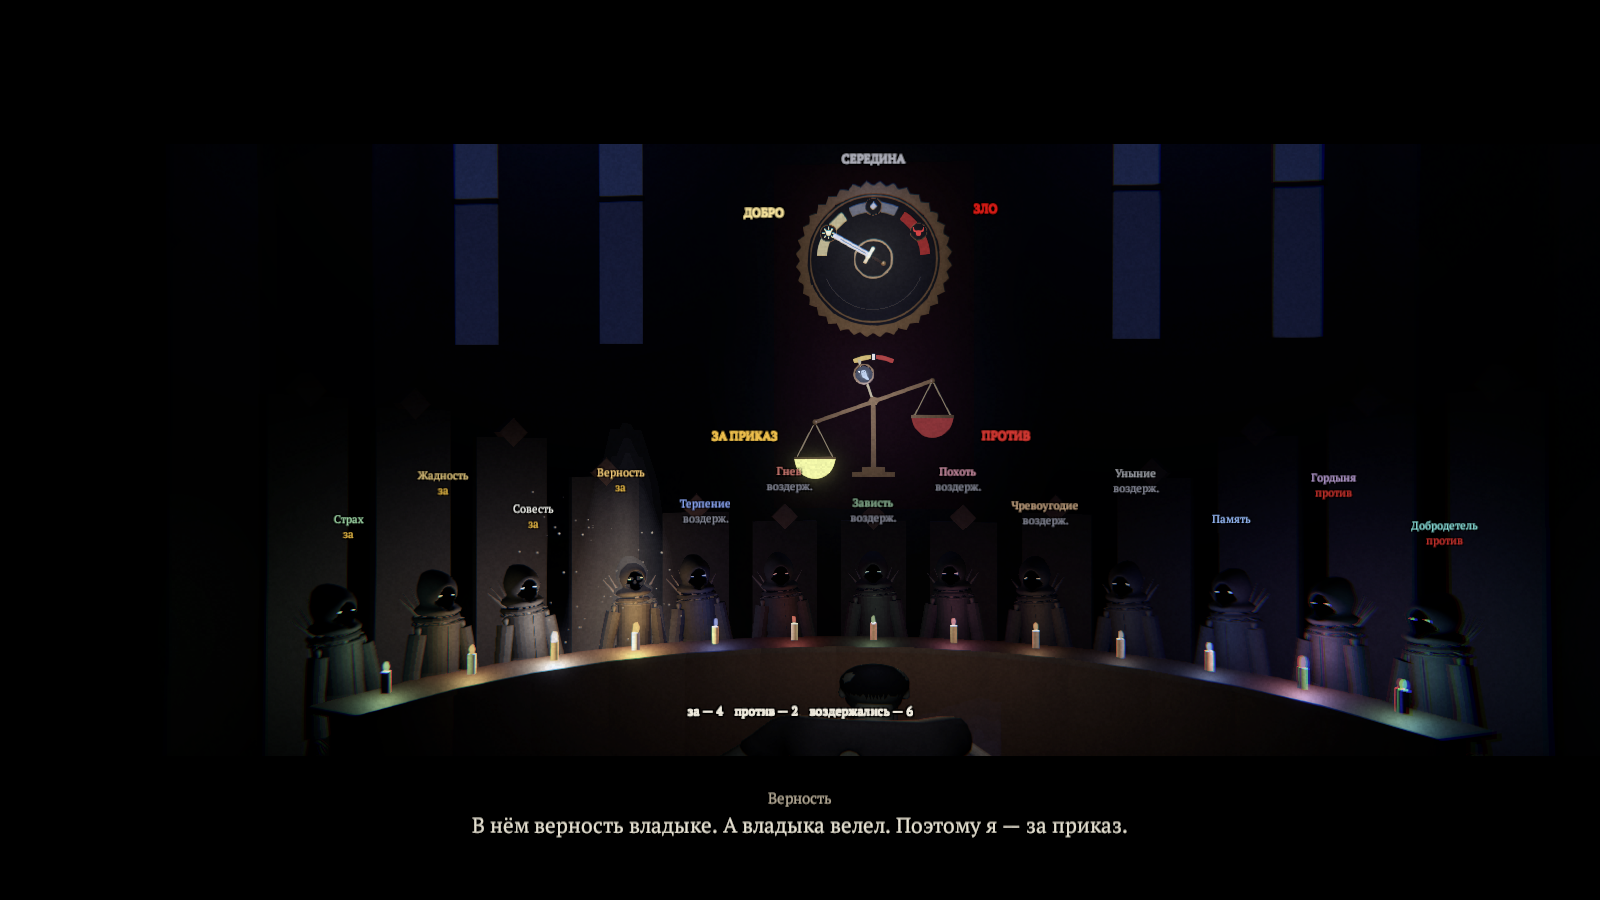 СЕРЕДИНА
ДОБРО
ЗЛО
ЗА ПРИКАЗ
ПРОТИВ
Страх
за
Жадность
за
Совесть
за
Верность
за
Терпение
воздерж.
Гнев
воздерж.
Зависть
воздерж.
Похоть
воздерж.
Чревоугодие
воздерж.
Уныние
воздерж.
Память
Гордыня
против
Добродетель
против
за — 4 против — 2 воздержались — 6
Верность
В нём верность владыке. А владыка велел. Поэтому я — за приказ.